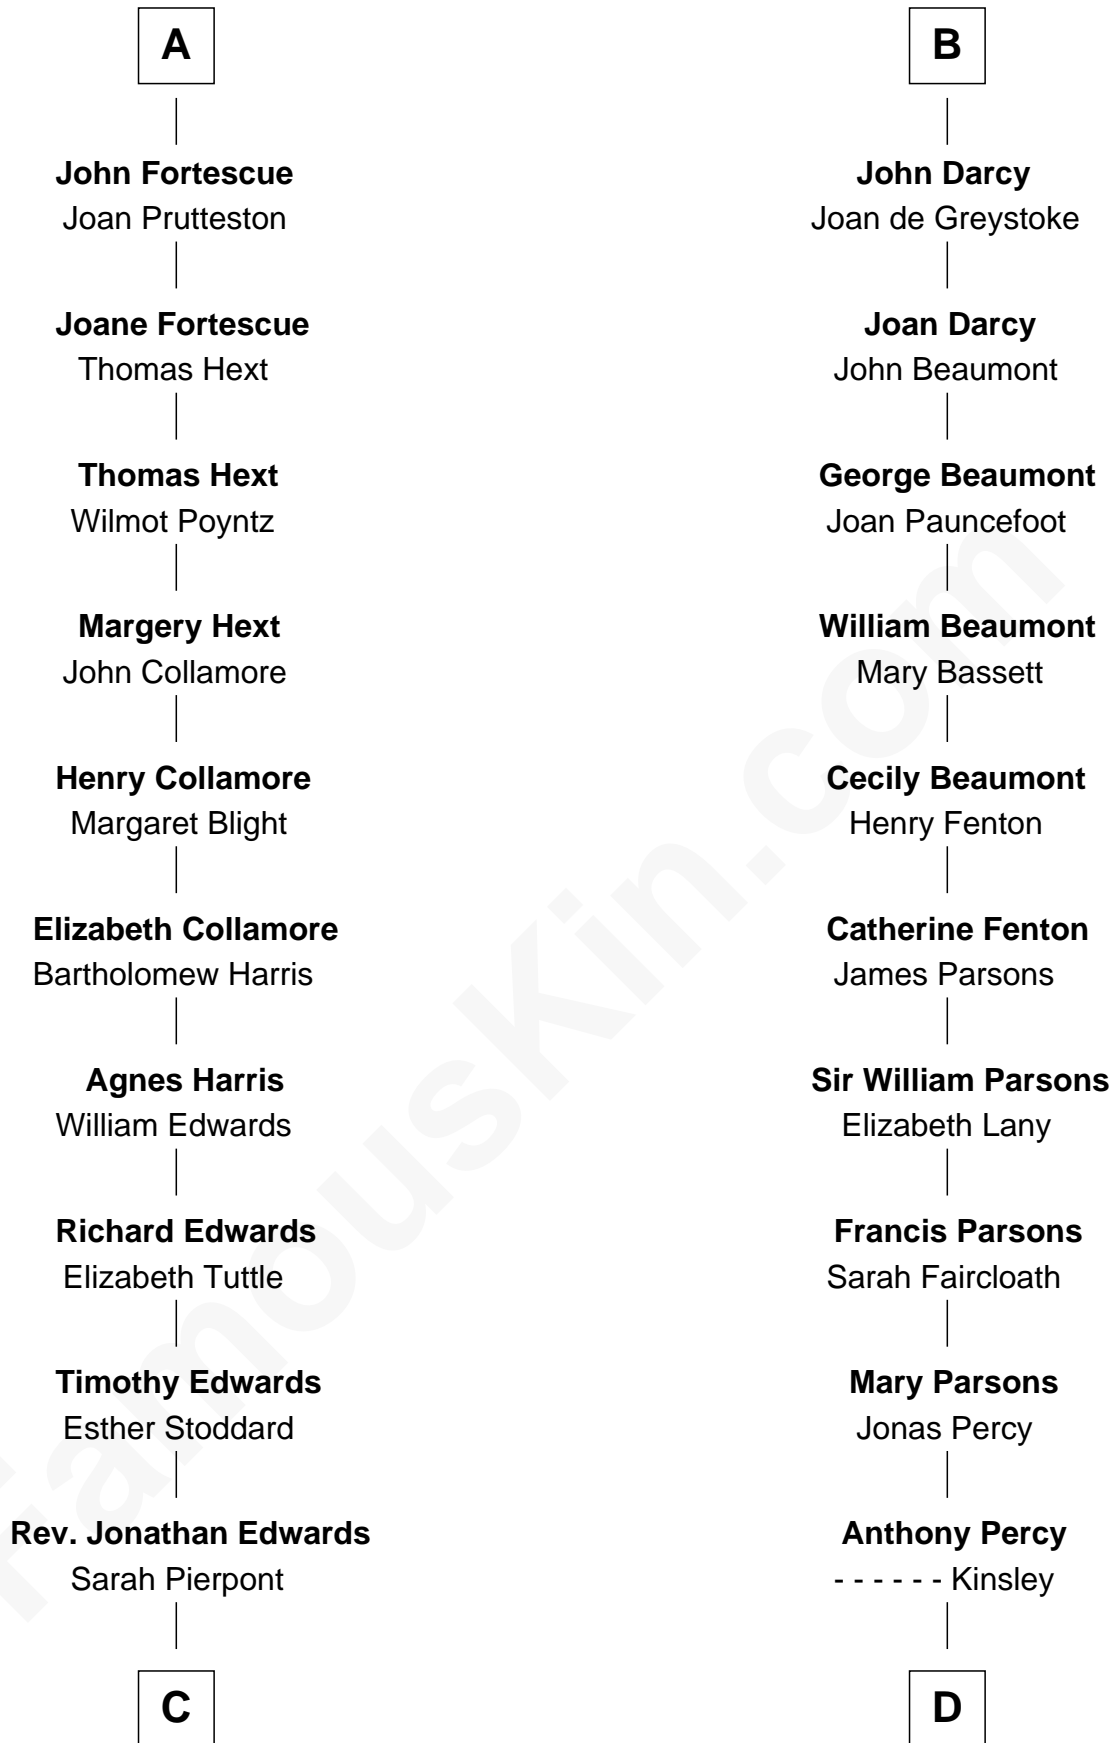 A
John Fortescue
Joan Prutteston
Joane Fortescue
Thomas Hext
Thomas Hext
Wilmot Poyntz
Margery Hext
John Collamore
Henry Collamore
Margaret Blight
Elizabeth Collamore
Bartholomew Harris
Agnes Harris
William Edwards
Richard Edwards
Elizabeth Tuttle
Timothy Edwards
Esther Stoddard
Rev. Jonathan Edwards
Sarah Pierpont
C
B
John Darcy
Joan de Greystoke
Joan Darcy
John Beaumont
George Beaumont
Joan Pauncefoot
William Beaumont
Mary Bassett
Cecily Beaumont
Henry Fenton
Catherine Fenton
James Parsons
Sir William Parsons
Elizabeth Lany
Francis Parsons
Sarah Faircloath
Mary Parsons
Jonas Percy
Anthony Percy
- - - - - - Kinsley
D
FamousKin.com